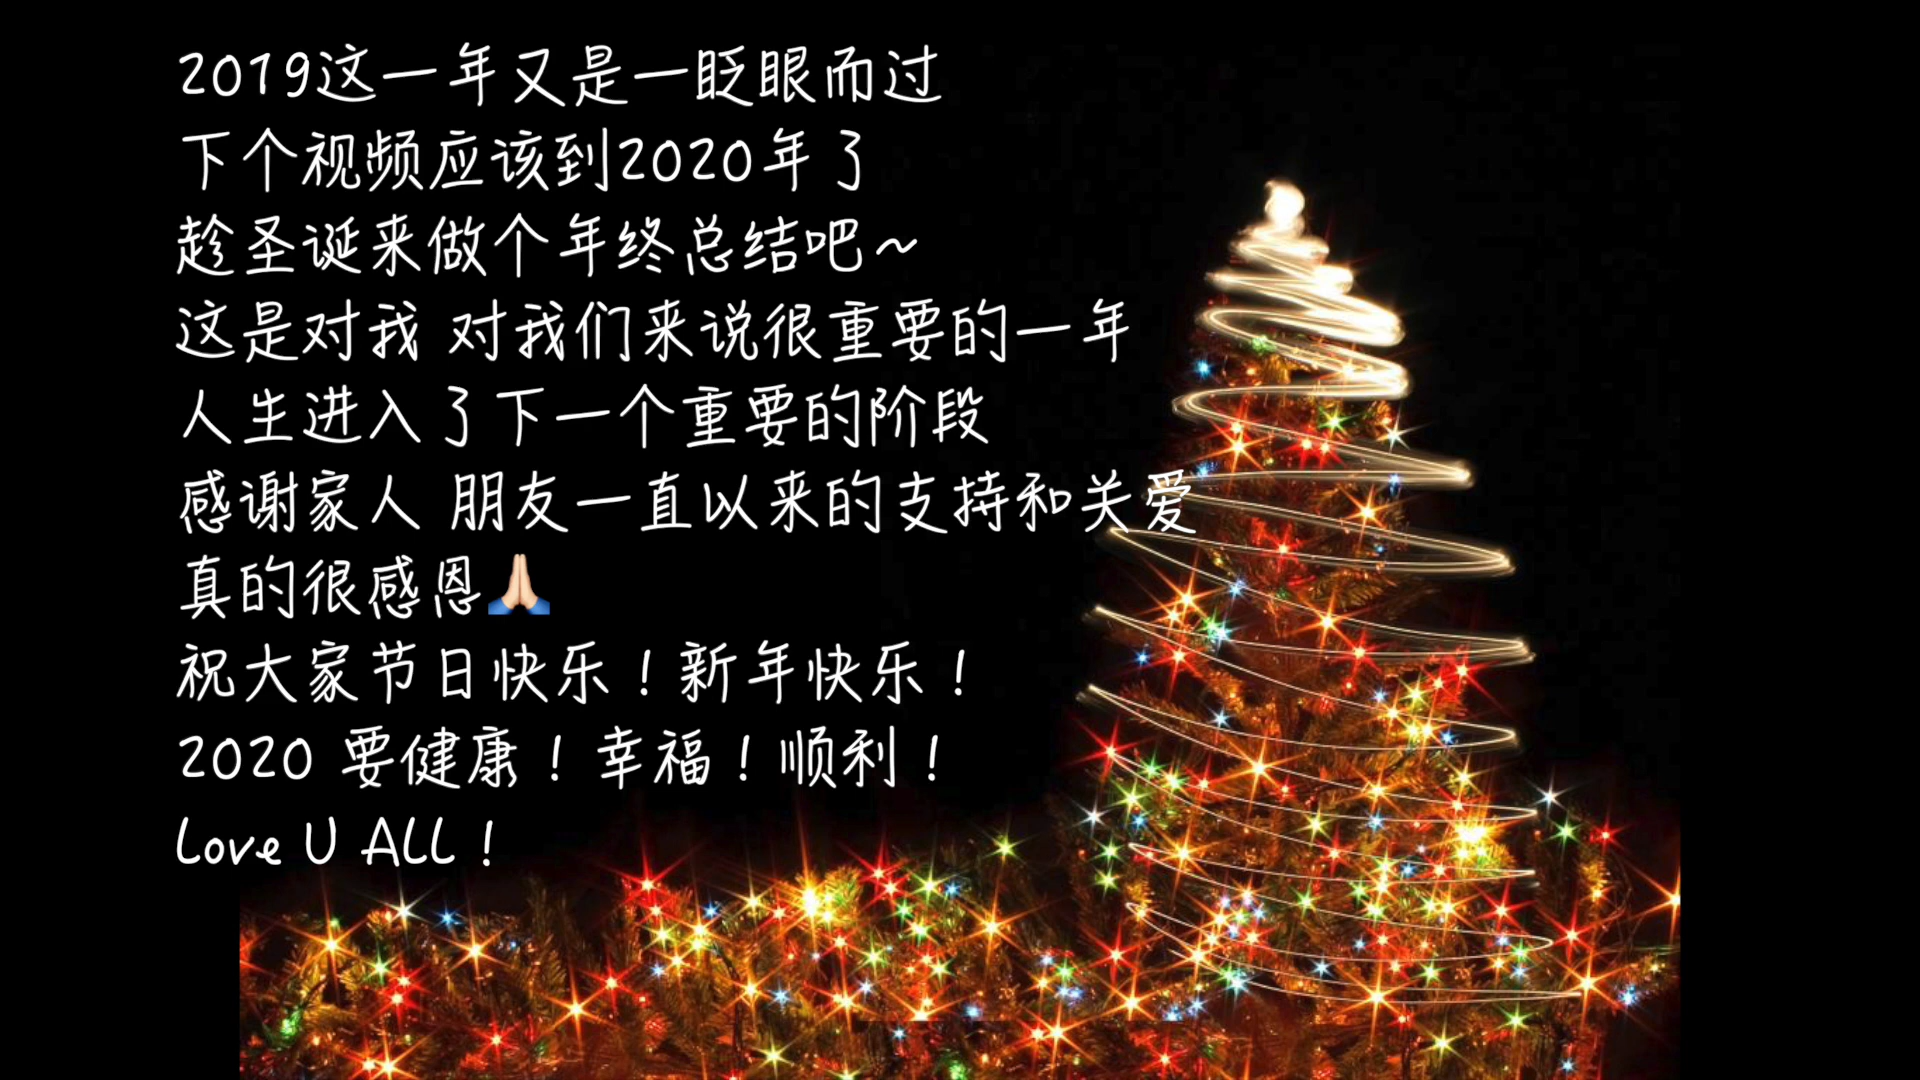 2019这一年又是一眨眼而过
下个视频应该到2020年了
趁圣诞来做个年终总结吧~
这是对我 对我们来说很重要的一年
人生进入了下一个重要的阶段
感谢家人 朋友一直以来的支持和关爱
真的很感恩🙏🏻
祝大家节日快乐！新年快乐！
2020 要健康！幸福！顺利！
Love U ALL！